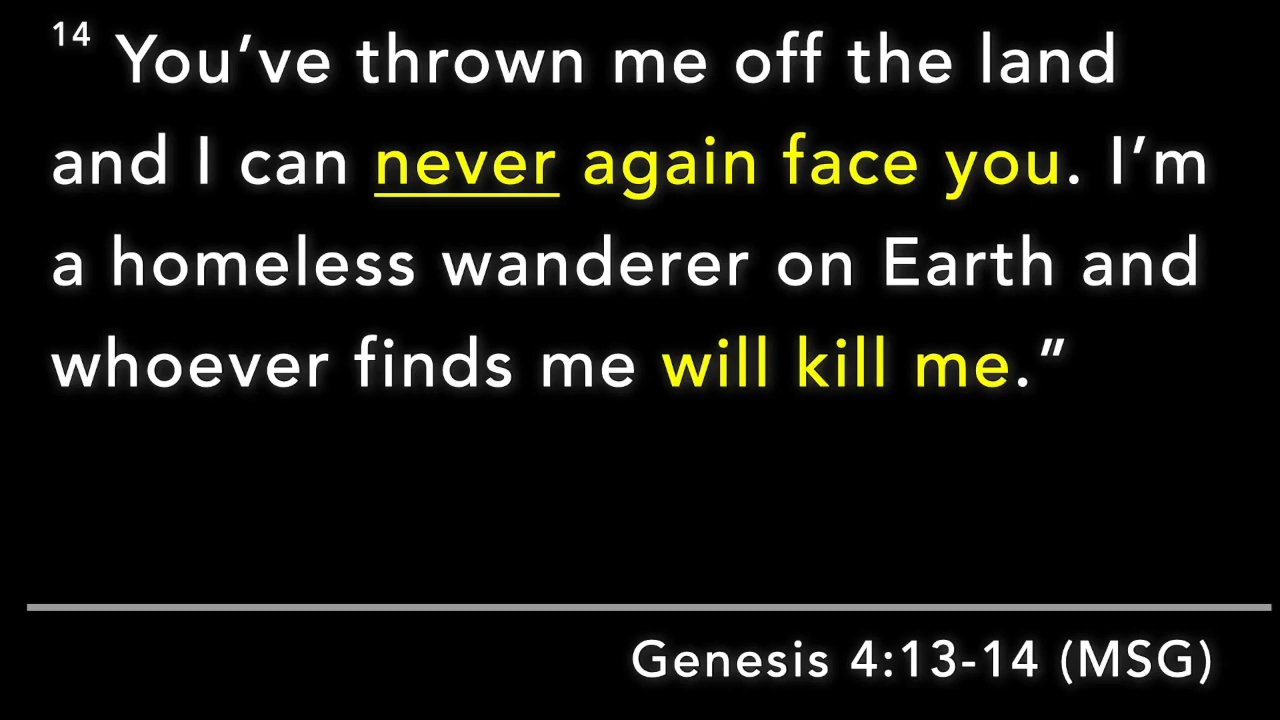 14 You’ve thrown me off the land
and I can never again face you. I’m
a homeless wanderer on Earth and
whoever finds me will kill me.”
Genesis 4:13-14 (MSG)